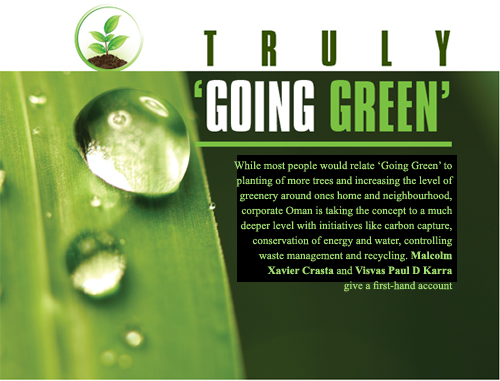 TRULY
‘GOING GREEN’
While most people would relate ‘Going Green’ to
planting of more trees and increasing the level of
greenery around ones home and neighbourhood,
corporate Oman is taking the concept to a much
deeper level with initiatives like carbon capture,
conservation of energy and water, controlling
waste management and recycling. Malcolm
Xavier Crasta and Visvas Paul D Karra
give a first-hand account